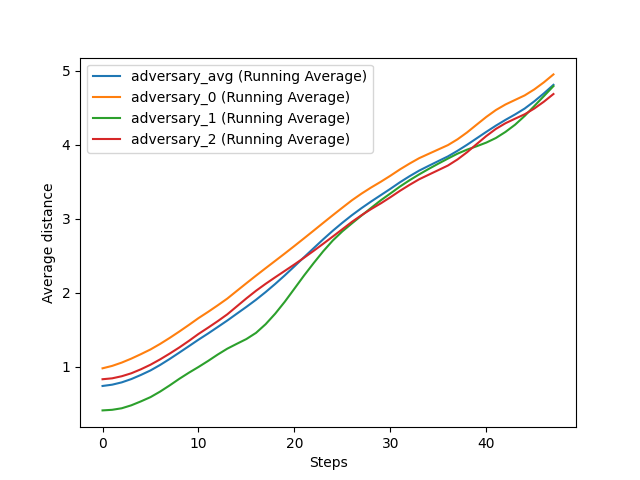 adversary_avg (Running Average)
adversary_0 (Running Average)
adversary_1 (Running Average)
adversary_2 (Running Average)
Average distance
5
4
3
2
1
0
10
20
30
40
Steps